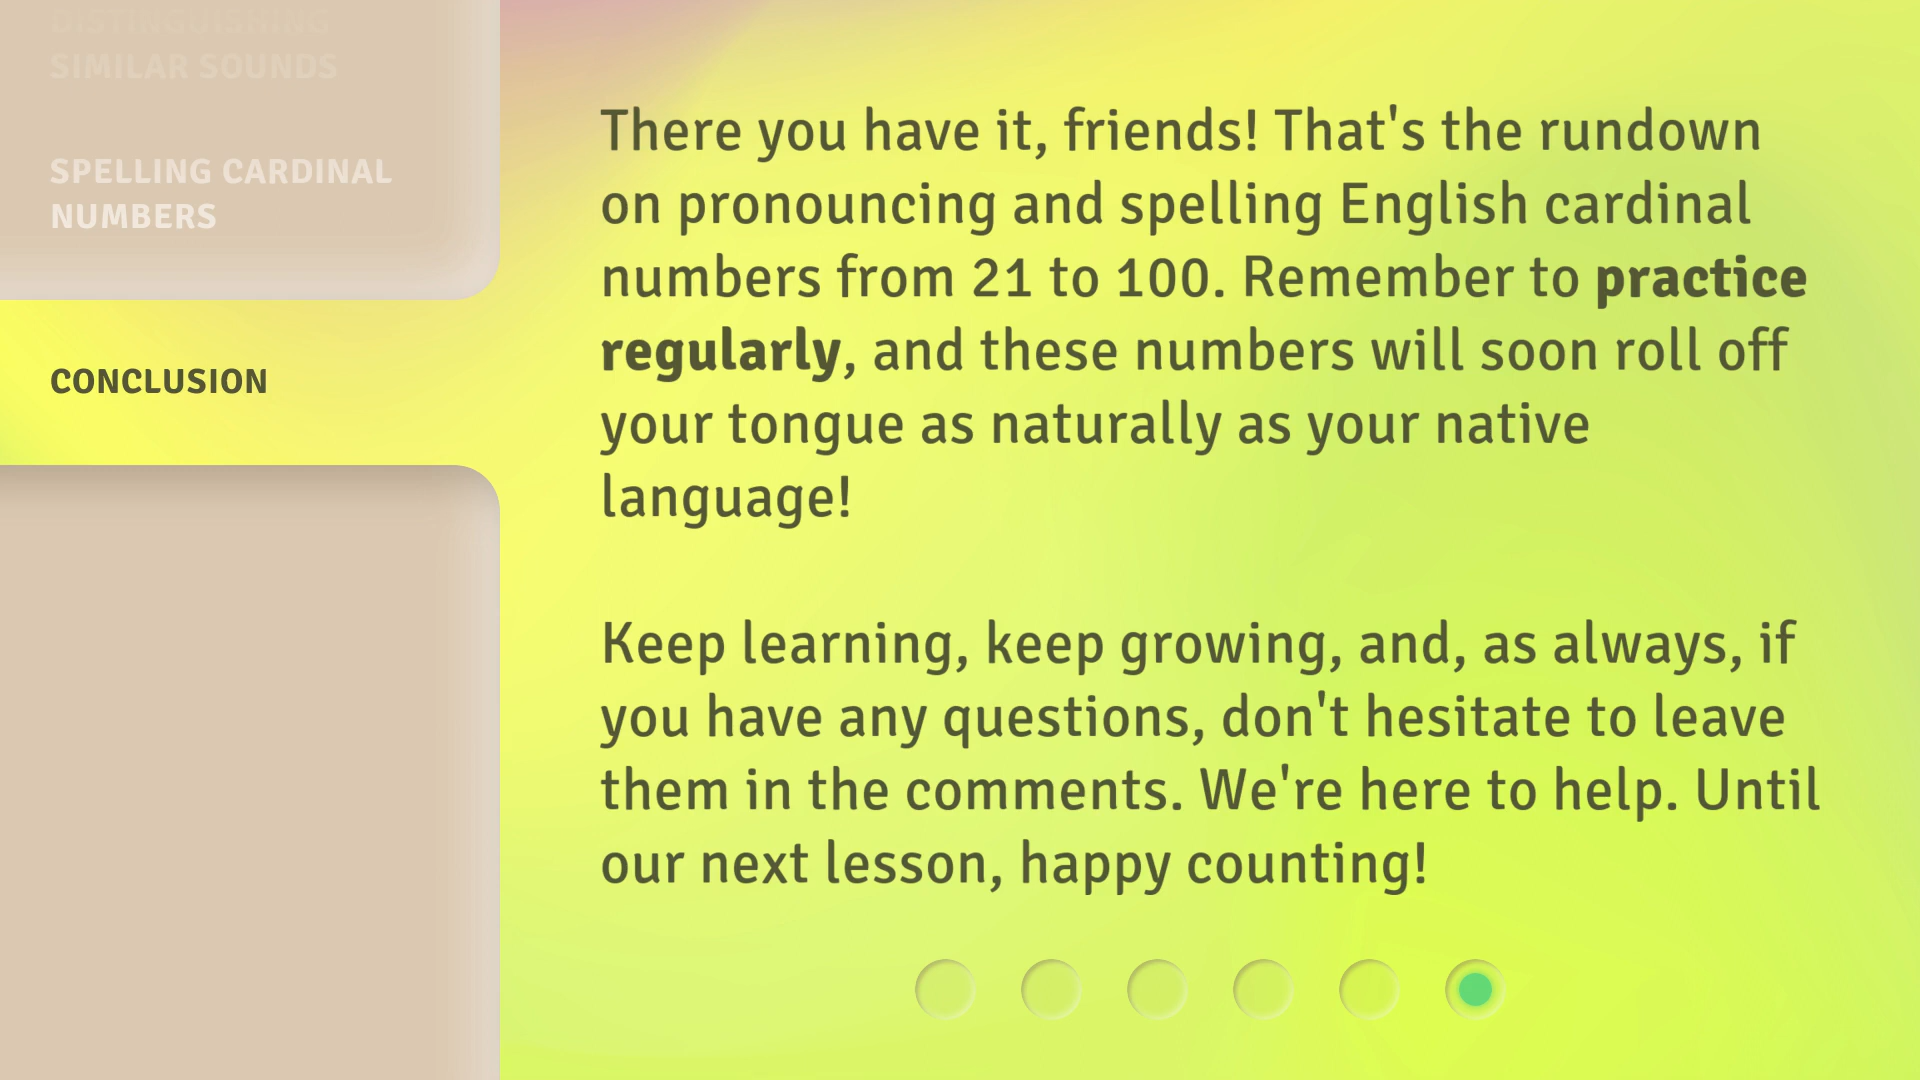 DISTINGUISHING
SIMILAR SOUNDS
SPELLING CARDINAL
NUMBERS
CONCLUSION
There you have it, friends! That's the rundown
on pronouncing and spelling English cardinal
numbers from 21 to 100. Remember to practice
regularly, and these numbers will soon roll off
your tongue as naturally as your native
language!
Keep learning, keep growing, and, as always, if
you have any questions, don't hesitate to leave
them in the comments. We're here to help. Until
our next lesson, happy counting!